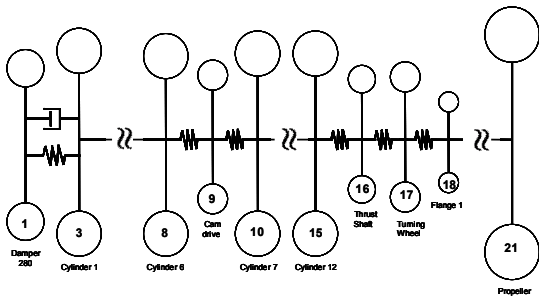 1
3
8
9
10
15
16
17
18
21
Damper
280
Cylinder 1
Cylinder 6
Cam
drive
Cylinder 7
Cylinder 12
Thrust
Shaft
Turning
Wheel
Flange 1
Propeller